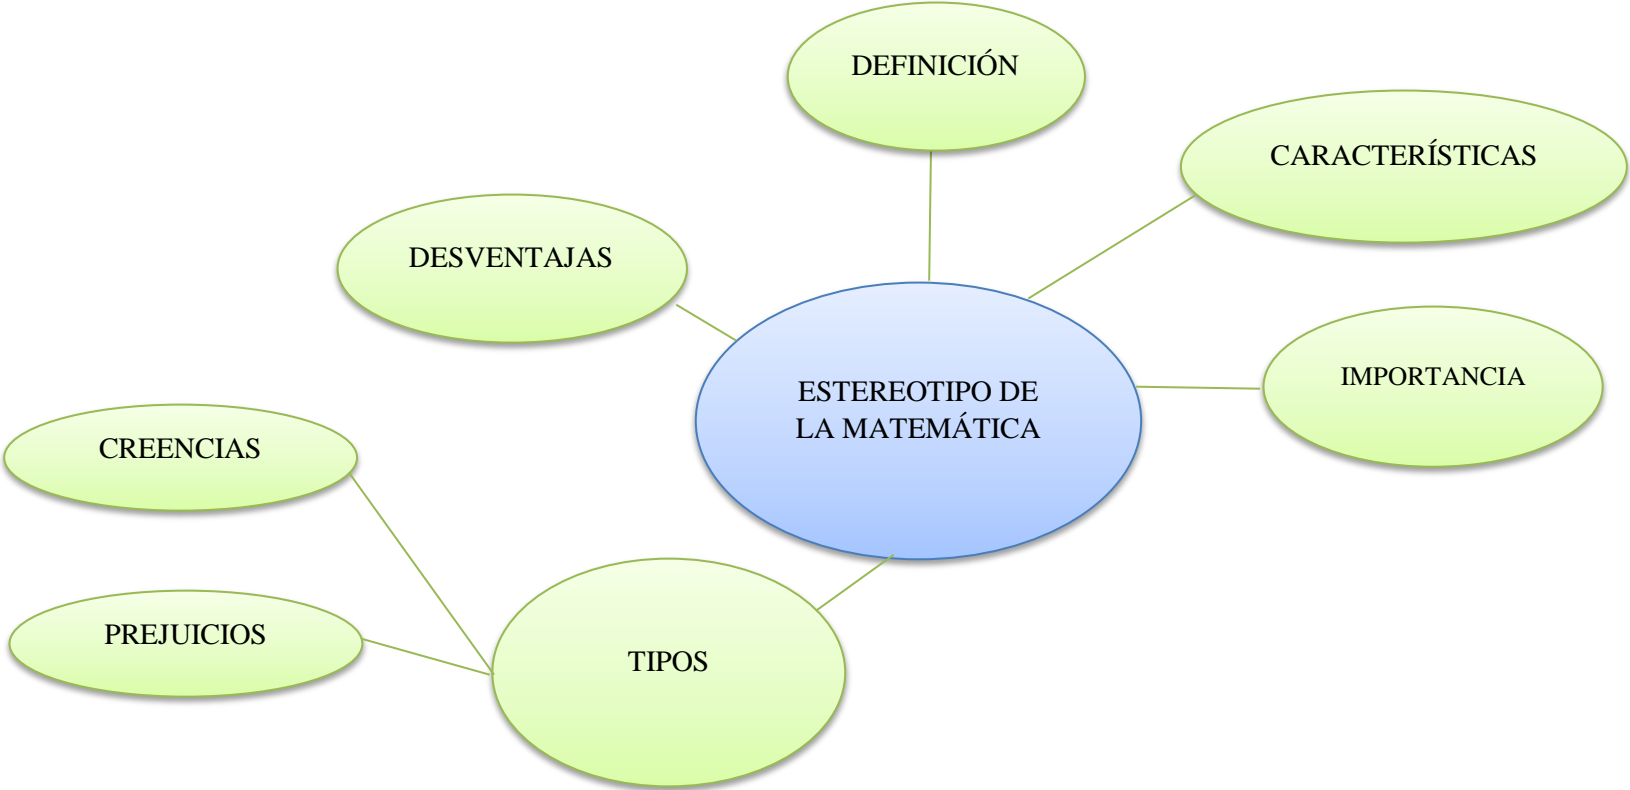 DEFINICIÓN
CARACTERÍSTICAS
DESVENTAJAS
IMPORTANCIA
ESTEREOTIPO DE
LA MATEMÁTICA
CREENCIAS
PREJUICIOS
TIPOS